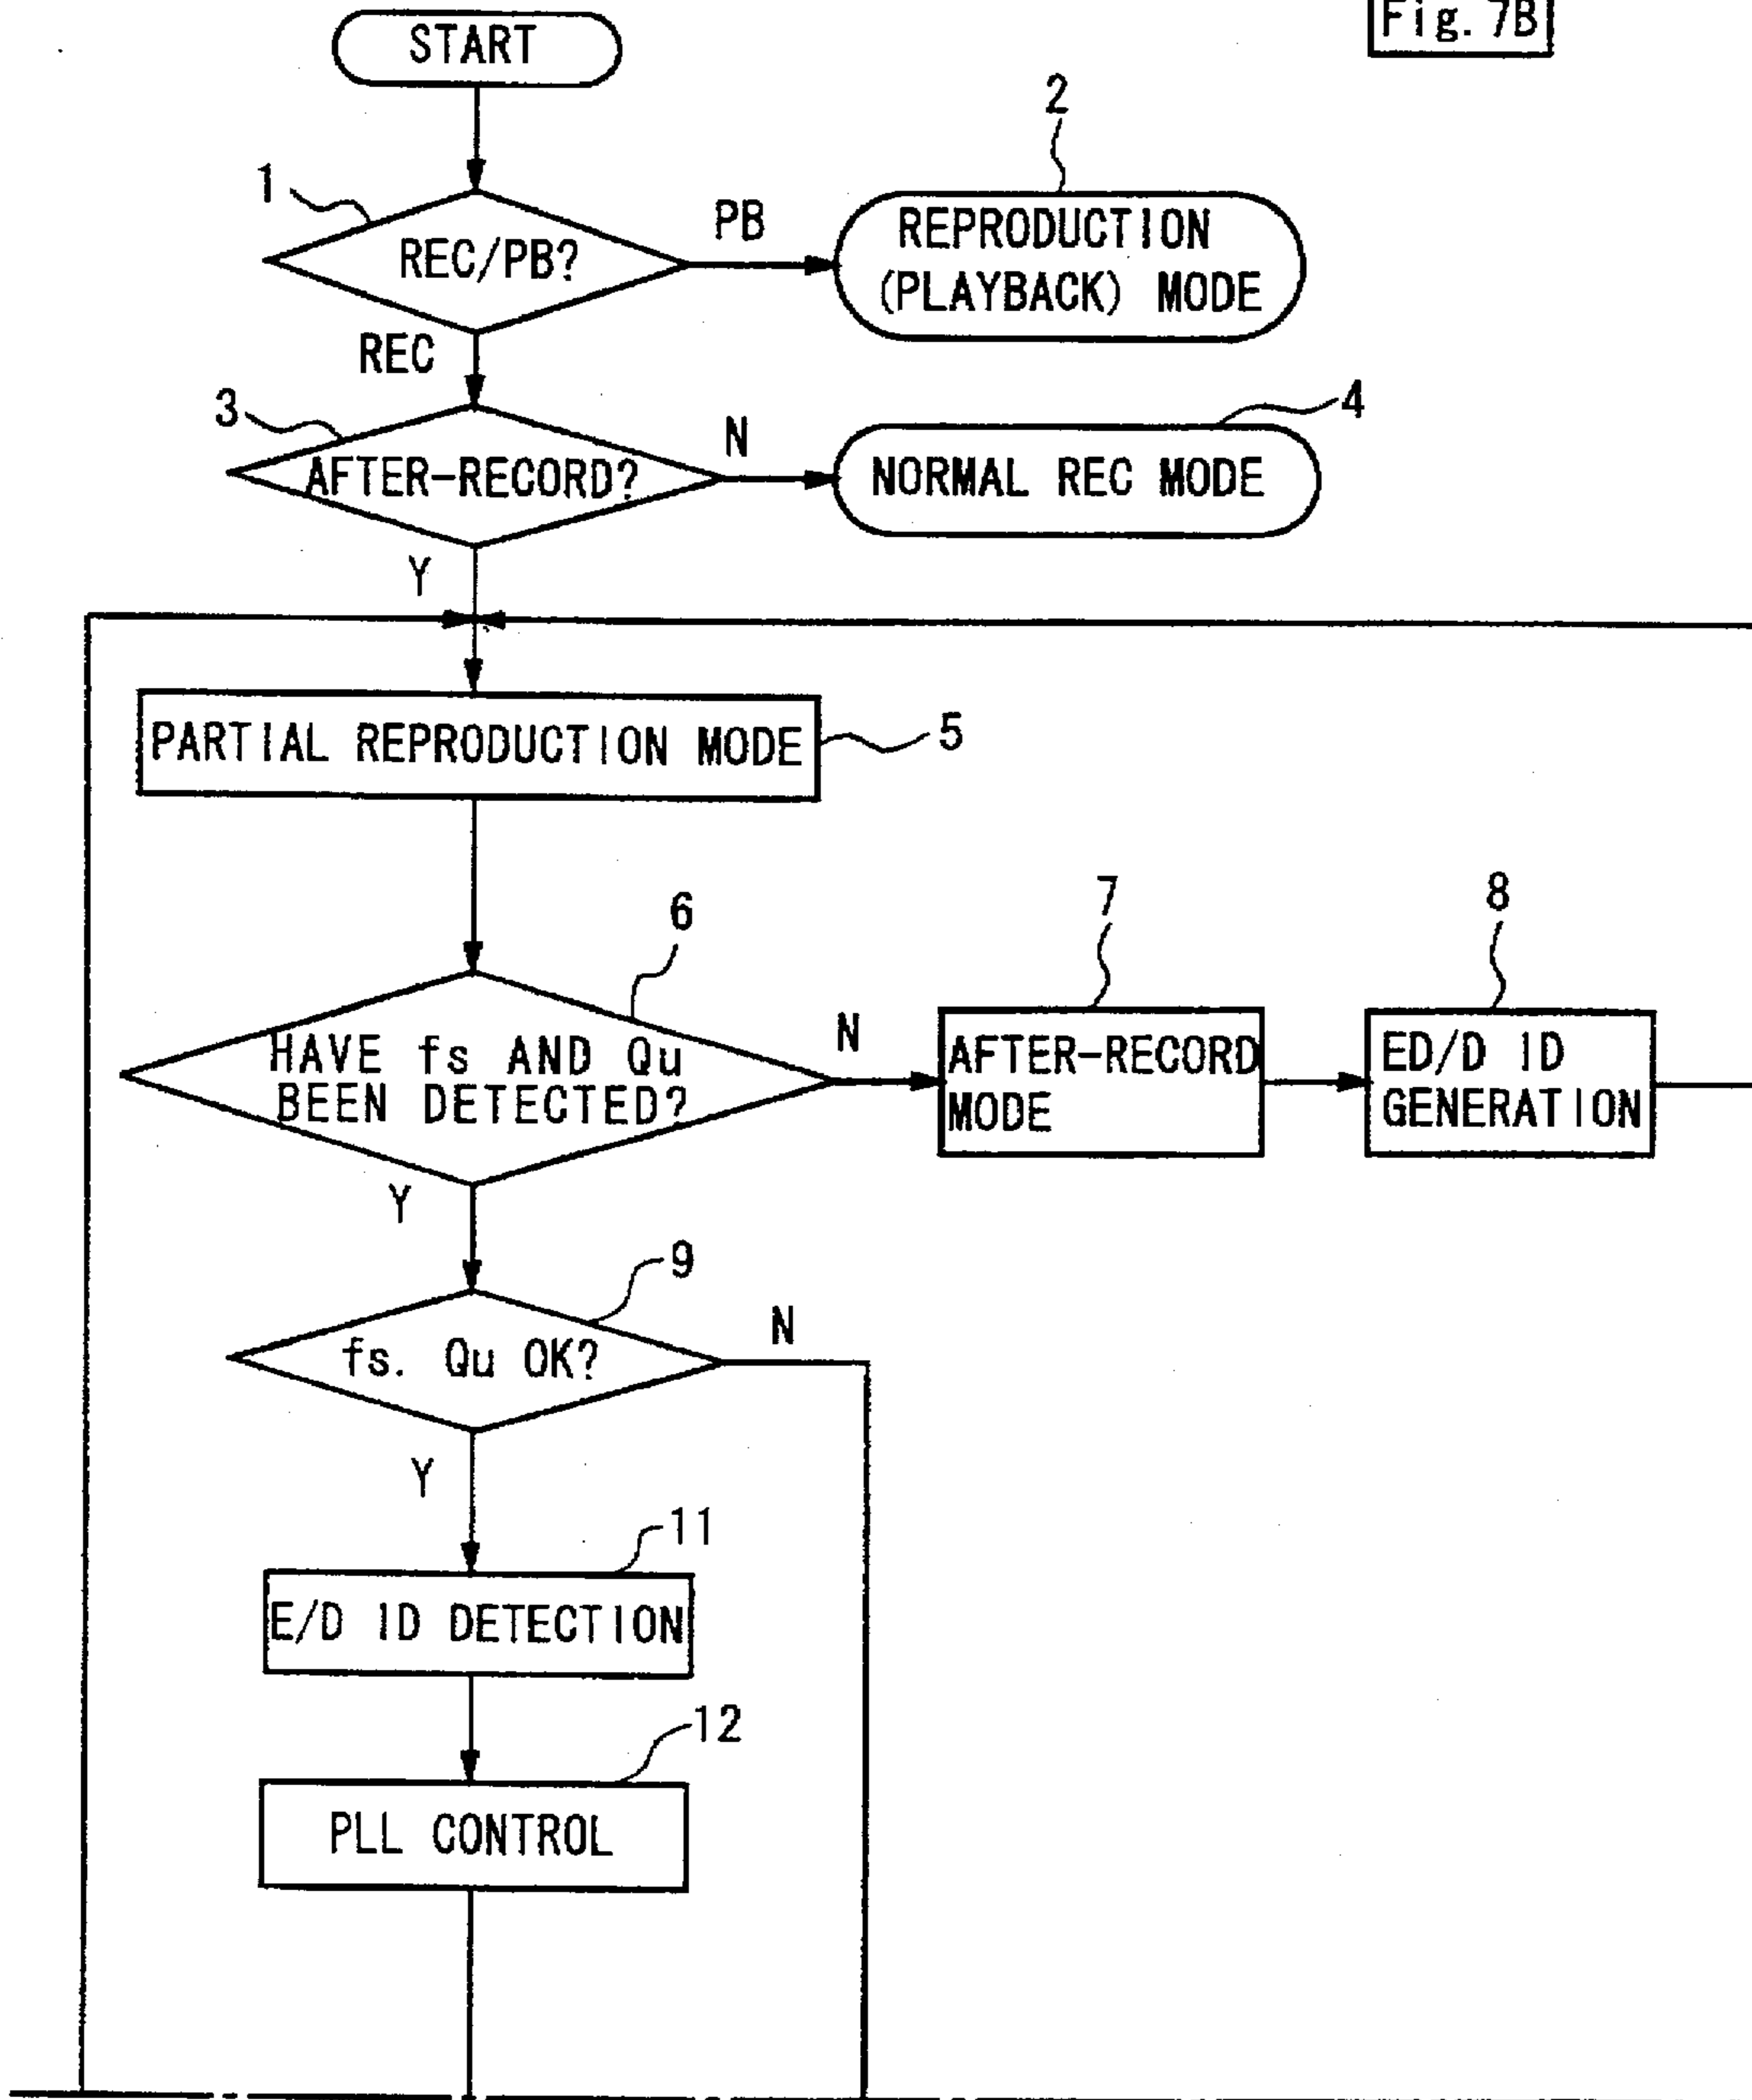 Fig. 7B
START
2
1
REC/PB?
PB
REPRODUCTION
(PLAYBACK) MODE
REC
3
AFTER-RECORD?
N
4
NORMAL REC MODE
Y
PARTIAL REPRODUCTION MODE
5
6
HAVE fs AND Qu
BEEN DETECTED?
N
7
AFTER-RECORD
MODE
8
ED/D ID
GENERATION
Y
9
fs. Qu OK?
N
Y
11
E/D ID DETECTION
12
PLL CONTROL